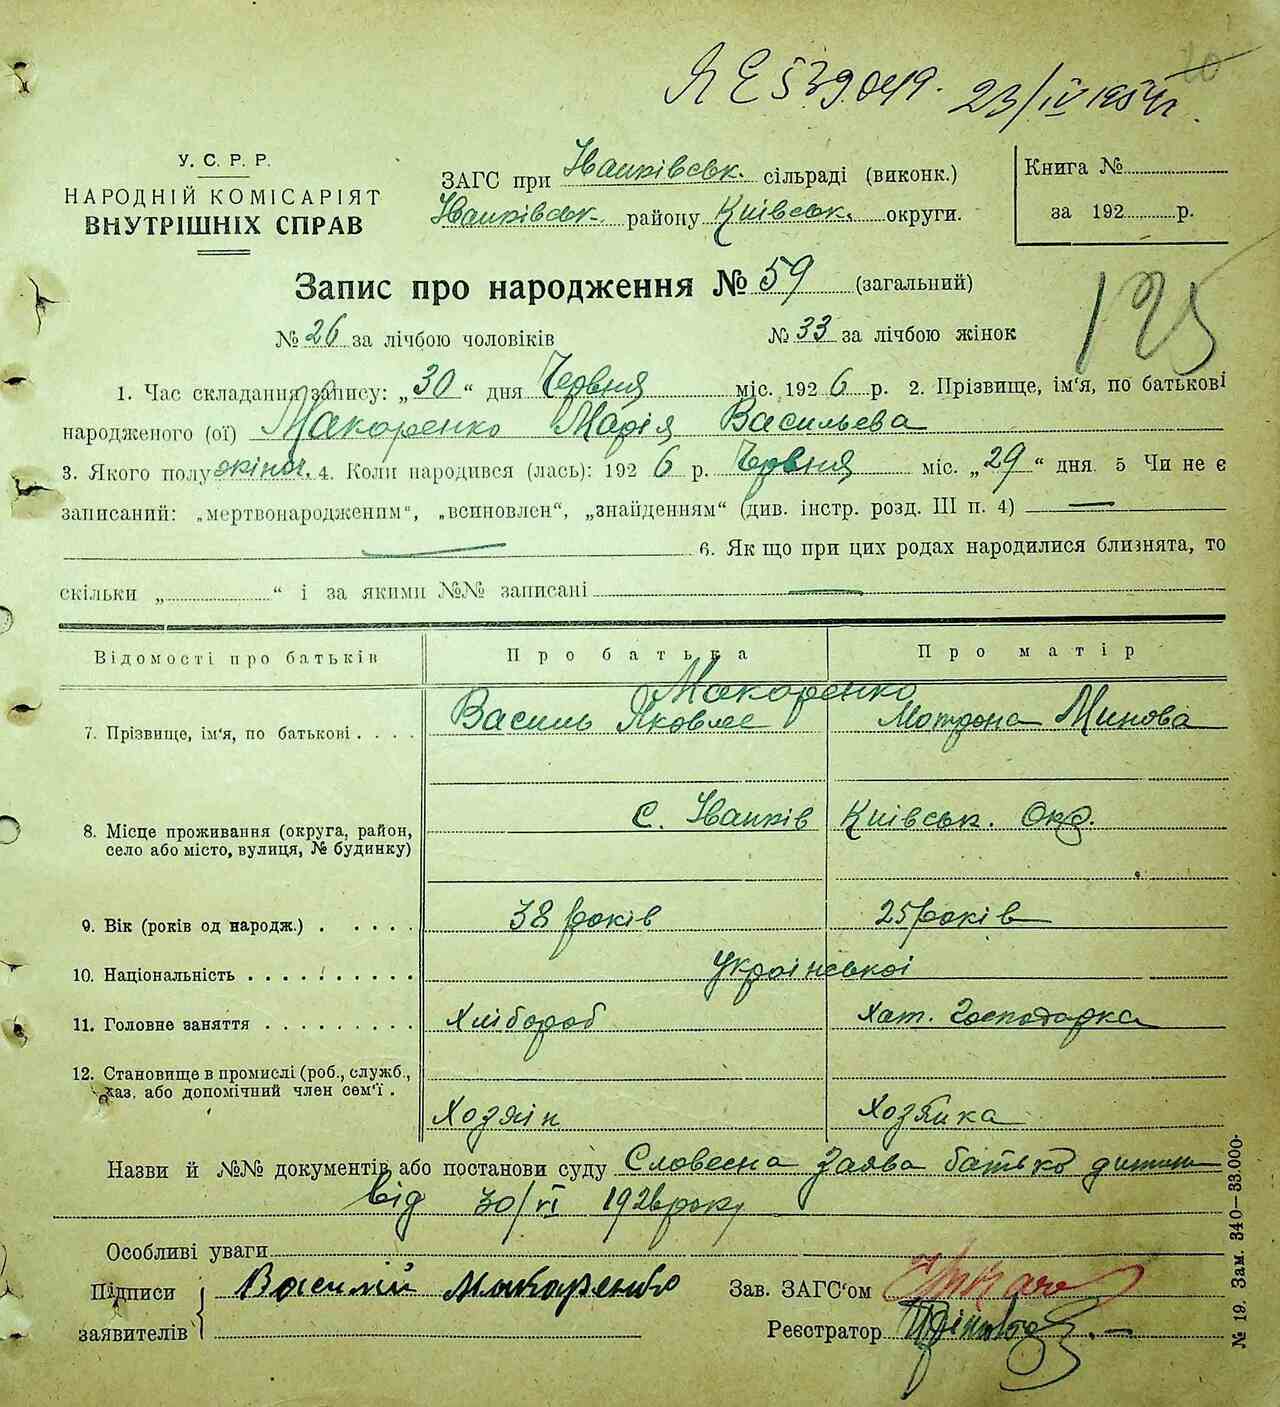 ЯЕ 539049. 23/IV 1954 г.
20
У. С. Р. Р.
НАРОДНІЙ КОМІСАРІЯТ
ВНУТРІШНІХ СПРАВ
ЗАГС при Іванківськ. сільраді (виконк.)
Іванківськ. району Київськ. округи.
Книга №
за 192 р.
Запис про народження № 59 (загальний)
125
№ 26 за лічбою чоловіків № 33 за лічбою жінок
1. Час складання запису: „30“ дня Червня міс. 1926 р. 2. Прізвище, ім'я, по батькові
народженого (ої) Макаренко Марія Васильева
3. Якого полу жіноч. 4. Коли народився (лась): 1926 р. Червня міс. „29“ дня. 5 Чи не є
записаний: „мертвонародженим“, „всиновлен“, „знайденням“ (див. інстр. розд. III п. 4) —
— 6. Як що при цих родах народилися близнята, то
скільки „ “ і за якими №№ записані —
Відомості про батьків Про батька Про матір
Макаренко
7. Прізвище, ім'я, по батькові . . . . Василь Яковле Мотрона Минова
8. Місце проживання (округа, район, село або місто, вулиця, № будинку) с. Іванків Київськ. Окр.
9. Вік (років од народж.) . . . . . 38 років 25 років
10. Національність . . . . . . . . . . Української
11. Головне заняття . . . . . . . . . Хлібороб Хат. Господарка
12. Становище в промислі (роб., служб.,
хаз. або допомічний член сем'ї . Хозяін Хозяйка
Назви й №№ документів або постанови суду Словесна заява батька дитини
від 30/VI 1926 року
Особливі уваги
Підписи Василій Макаренко Зав. ЗАГС'ом
заявителів Реєстратор
№ 19. Зам. 340—33.000-